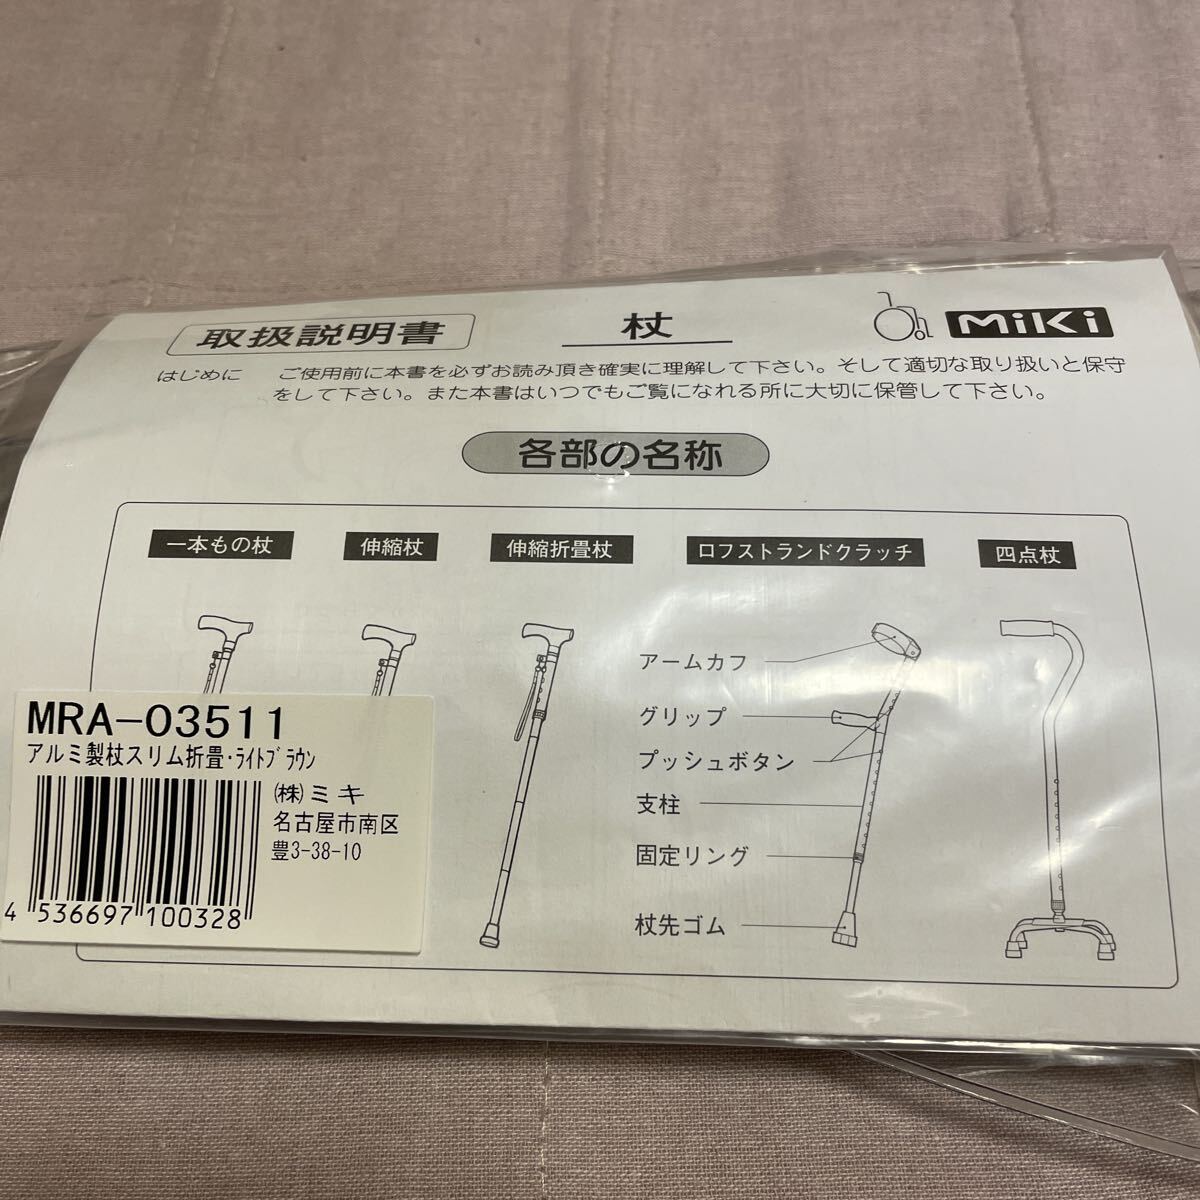 取扱説明書
杖
MiKi
はじめに ご使用前に本書を必ずお読み頂き確実に理解して下さい。そして適切な取り扱いと保守
をして下さい。また本書はいつでもご覧になれる所に大切に保管して下さい。
各部の名称
一本もの杖 伸縮杖 伸縮折畳杖 ロフストランドクラッチ 四点杖
アームカフ
グリップ
プッシュボタン
支柱
固定リング
杖先ゴム
MRA-03511
アルミ製杖スリム折畳・ﾗｲﾄﾌﾞﾗｳﾝ
㈱ミキ
名古屋市南区
豊3-38-10
4 536697 100328